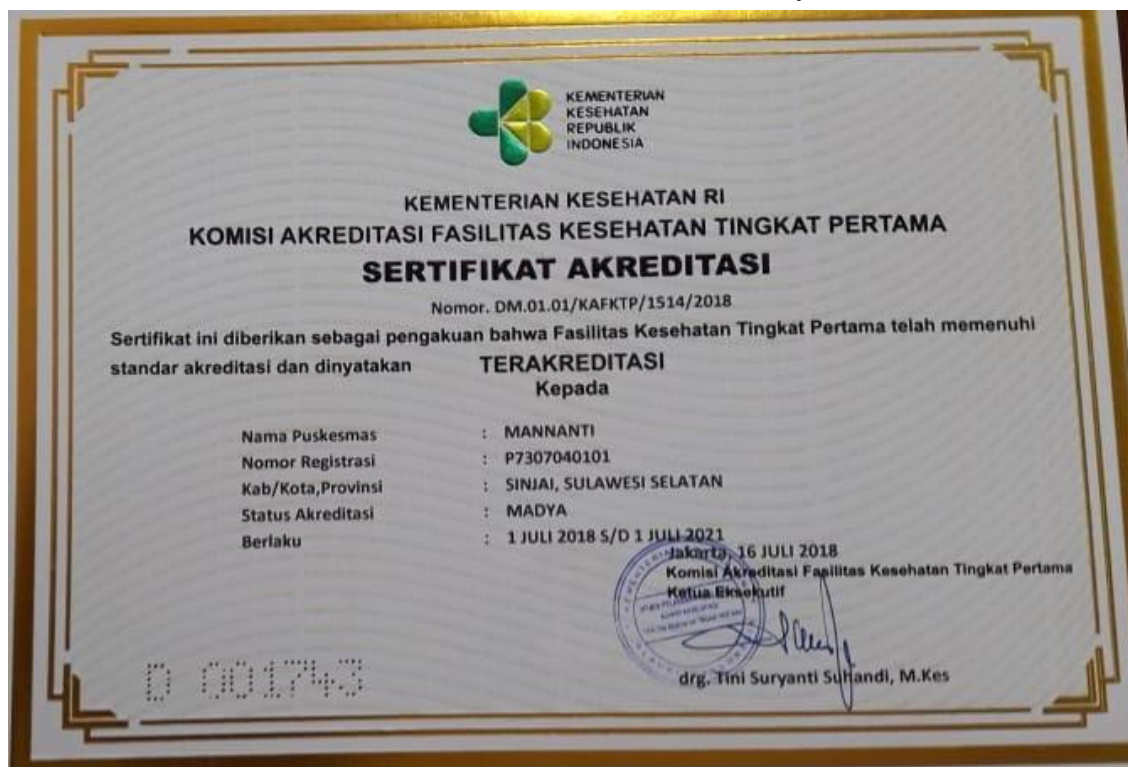 KEMENTERIAN
KESEHATAN
REPUBLIK
INDONESIA
KEMENTERIAN KESEHATAN RI
KOMISI AKREDITASI FASILITAS KESEHATAN TINGKAT PERTAMA
SERTIFIKAT AKREDITASI
Nomor. DM.01.01/KAFKTP/1514/2018
Sertifikat ini diberikan sebagai pengakuan bahwa Fasilitas Kesehatan Tingkat Pertama telah memenuhi
standar akreditasi dan dinyatakan TERAKREDITASI
Kepada
Nama Puskesmas : MANNANTI
Nomor Registrasi : P7307040101
Kab/Kota,Provinsi : SINJAI, SULAWESI SELATAN
Status Akreditasi : MADYA
Berlaku : 1 JULI 2018 S/D 1 JULI 2021
Jakarta, 16 JULI 2018
Komisi Akreditasi Fasilitas Kesehatan Tingkat Pertama
Ketua Eksekutif
drg. Tini Suryanti Suhandi, M.Kes
D 001743